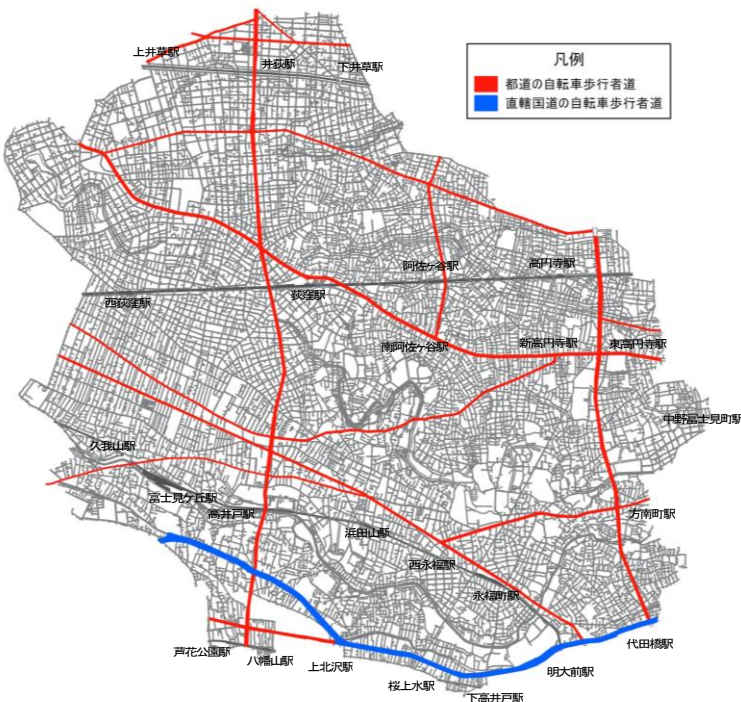 凡例
都道の自転車歩行者道
直轄国道の自転車歩行者道
上井草駅
井荻駅
下井草駅
阿佐ケ谷駅
高円寺駅
西荻窪駅
荻窪駅
南阿佐ケ谷駅
新高円寺駅
東高円寺駅
中野富士見町駅
久我山駅
富士見ケ丘駅
高井戸駅
浜田山駅
方南町駅
西永福駅
永福町駅
代田橋駅
芦花公園駅
八幡山駅
上北沢駅
明大前駅
桜上水駅
下高井戸駅